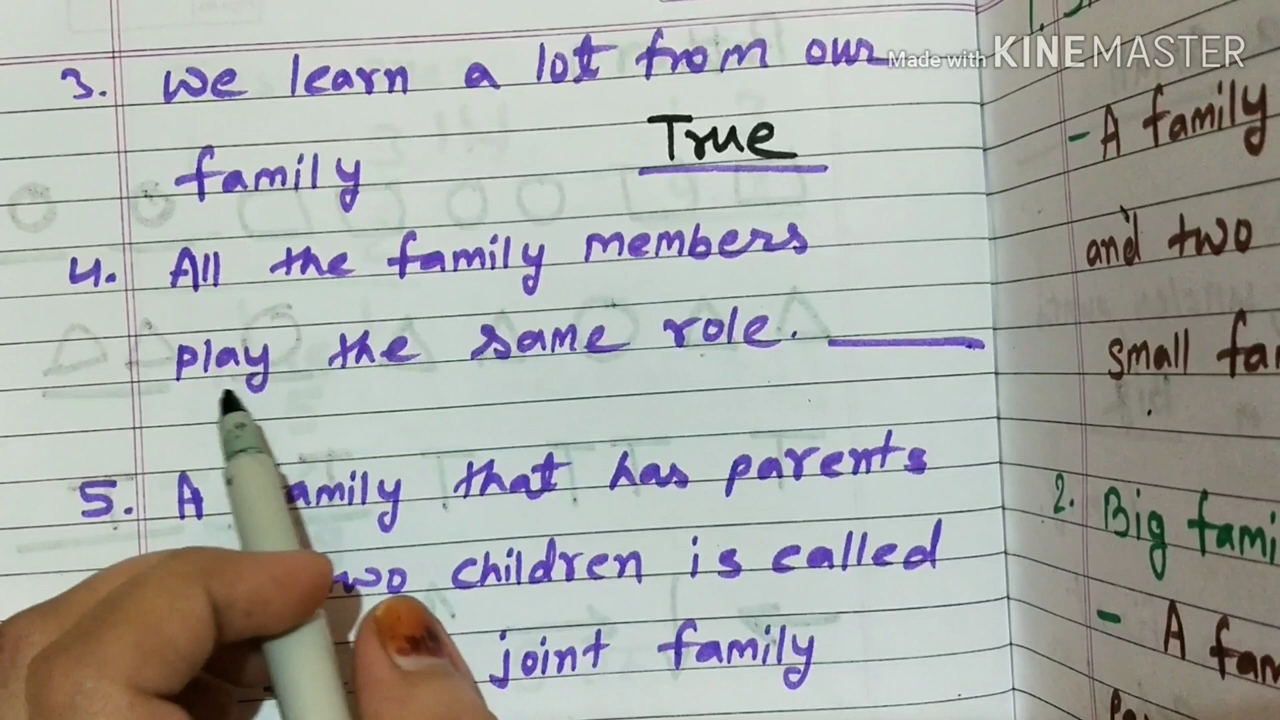 3. We learn a lot from our
family True
4. All the family members
play the same role.
5. A family that has parents
two children is called
joint family
Made with KINEMASTER
- A family
and two
small fa
2. Big fami
- A fam